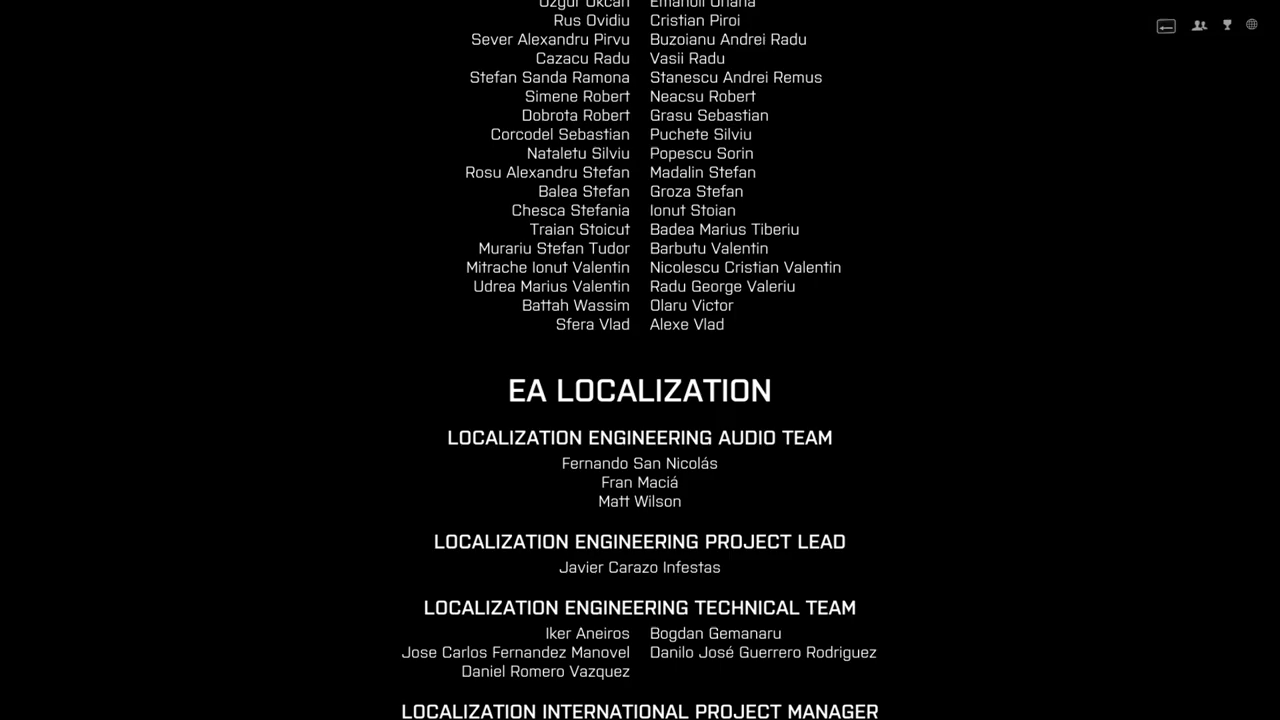 Ozgur Okcan Emanoil Oriana
Rus Ovidiu Cristian Piroi
Sever Alexandru Pirvu Buzoianu Andrei Radu
Cazacu Radu Vasii Radu
Stefan Sanda Ramona Stanescu Andrei Remus
Simene Robert Neacsu Robert
Dobrota Robert Grasu Sebastian
Corcodel Sebastian Puchete Silviu
Nataletu Silviu Popescu Sorin
Rosu Alexandru Stefan Madalin Stefan
Balea Stefan Groza Stefan
Chesca Stefania Ionut Stoian
Traian Stoicut Badea Marius Tiberiu
Murariu Stefan Tudor Barbutu Valentin
Mitrache Ionut Valentin Nicolescu Cristian Valentin
Udrea Marius Valentin Radu George Valeriu
Battah Wassim Olaru Victor
Sfera Vlad Alexe Vlad
EA LOCALIZATION
LOCALIZATION ENGINEERING AUDIO TEAM
Fernando San Nicolás
Fran Maciá
Matt Wilson
LOCALIZATION ENGINEERING PROJECT LEAD
Javier Carazo Infestas
LOCALIZATION ENGINEERING TECHNICAL TEAM
Iker Aneiros Bogdan Gemanaru
Jose Carlos Fernandez Manovel Danilo José Guerrero Rodriguez
Daniel Romero Vazquez
LOCALIZATION INTERNATIONAL PROJECT MANAGER